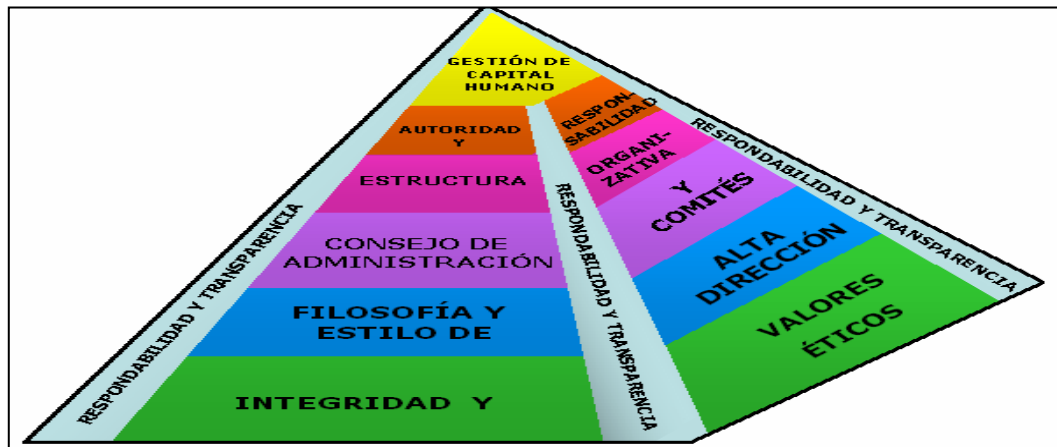 GESTIÓN DE
CAPITAL
HUMANO
AUTORIDAD
Y
RESPON-
SABILIDAD
ESTRUCTURA
ORGANI-
ZATIVA
CONSEJO DE
ADMINISTRACIÓN
Y
COMITÉS
FILOSOFÍA Y
ESTILO DE
ALTA
DIRECCIÓN
INTEGRIDAD Y
VALORES
ÉTICOS
RESPONDABILIDAD Y TRANSPARENCIA
RESPONDABILIDAD Y TRANSPARENCIA
RESPONDABILIDAD Y TRANSPARENCIA